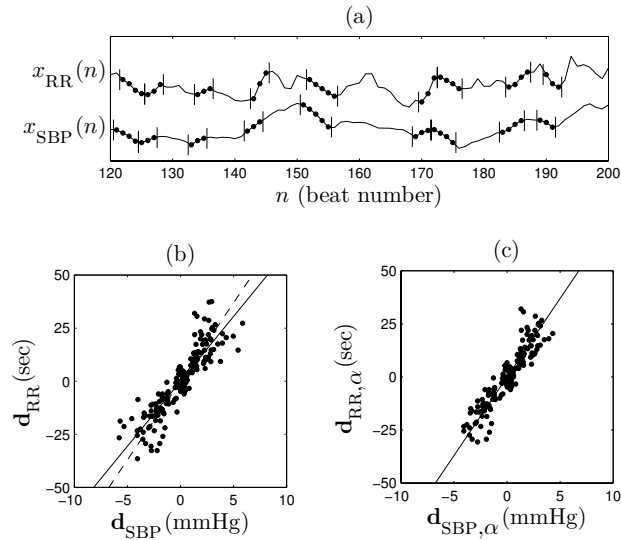 (a)
x_RR(n)
x_SBP(n)
120 130 140 150 160 170 180 190 200
n (beat number)
(b)
50
25
0
−25
−50
−10 −5 0 5 10
d_RR (sec)
d_SBP (mmHg)
(c)
50
25
0
−25
−50
−10 −5 0 5 10
d_RR,α (sec)
d_SBP,α (mmHg)